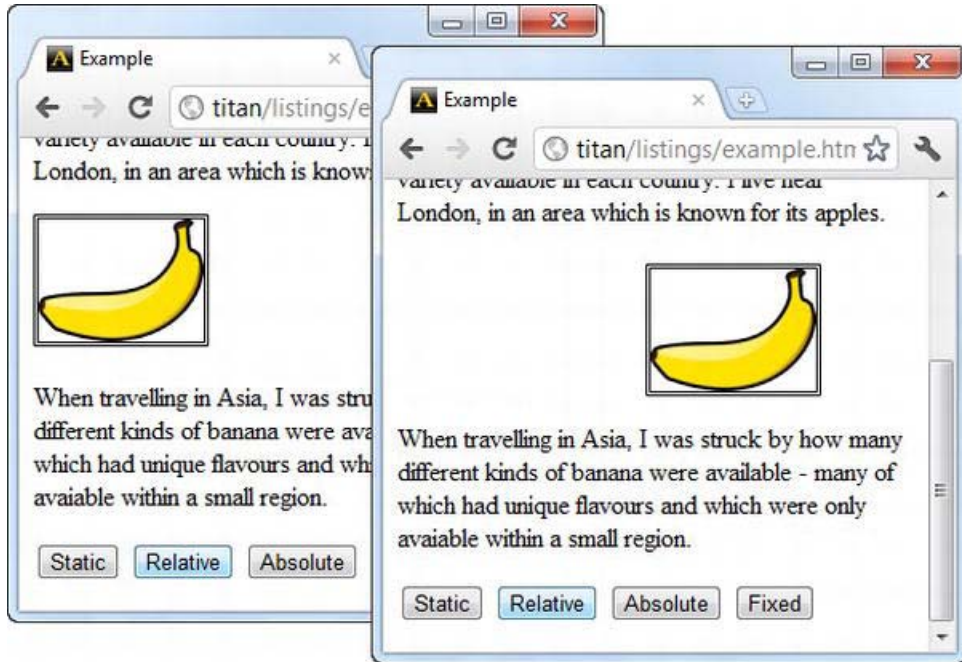 Example
titan/listings/e
variety available in each country. I
London, in an area which is know
When travelling in Asia, I was stru
different kinds of banana were ava
which had unique flavours and wh
avaiable within a small region.
Static Relative Absolute
Example
titan/listings/example.htm
variety available in each country. I live near
London, in an area which is known for its apples.
When travelling in Asia, I was struck by how many
different kinds of banana were available - many of
which had unique flavours and which were only
avaiable within a small region.
Static Relative Absolute Fixed